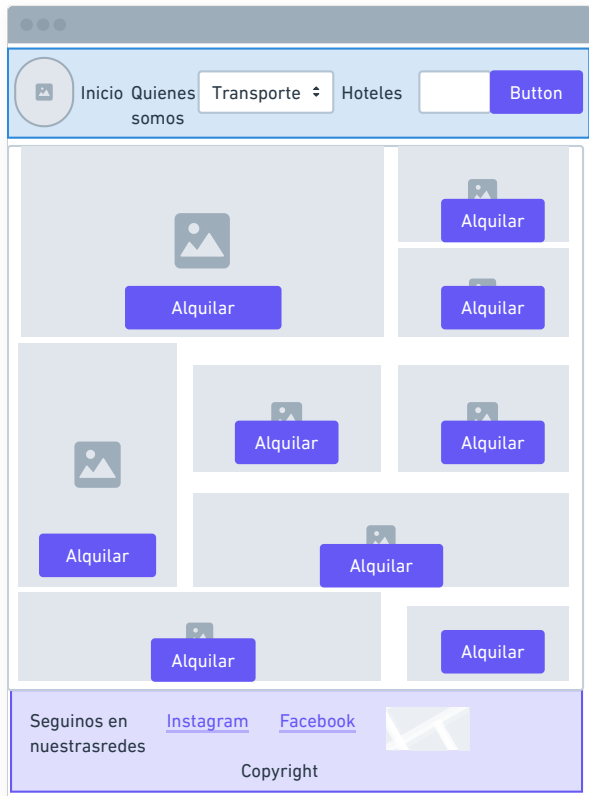 Inicio
Quienes
somos
Transporte
Hoteles
Button
Alquilar
Alquilar
Alquilar
Alquilar
Alquilar
Alquilar
Alquilar
Alquilar
Alquilar
Seguinos en
nuestrasredes
Instagram
Facebook
Copyright